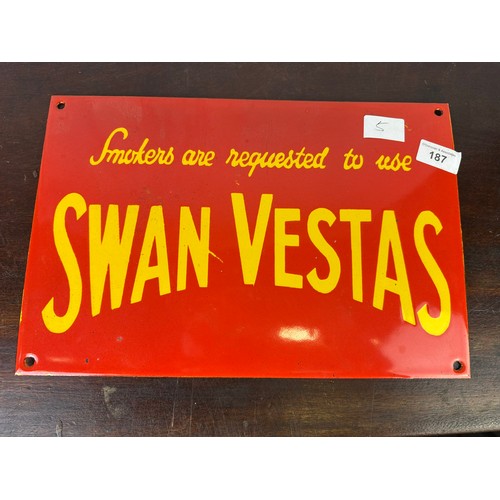 Smokers are requested to use
SWAN VESTAS
5
187